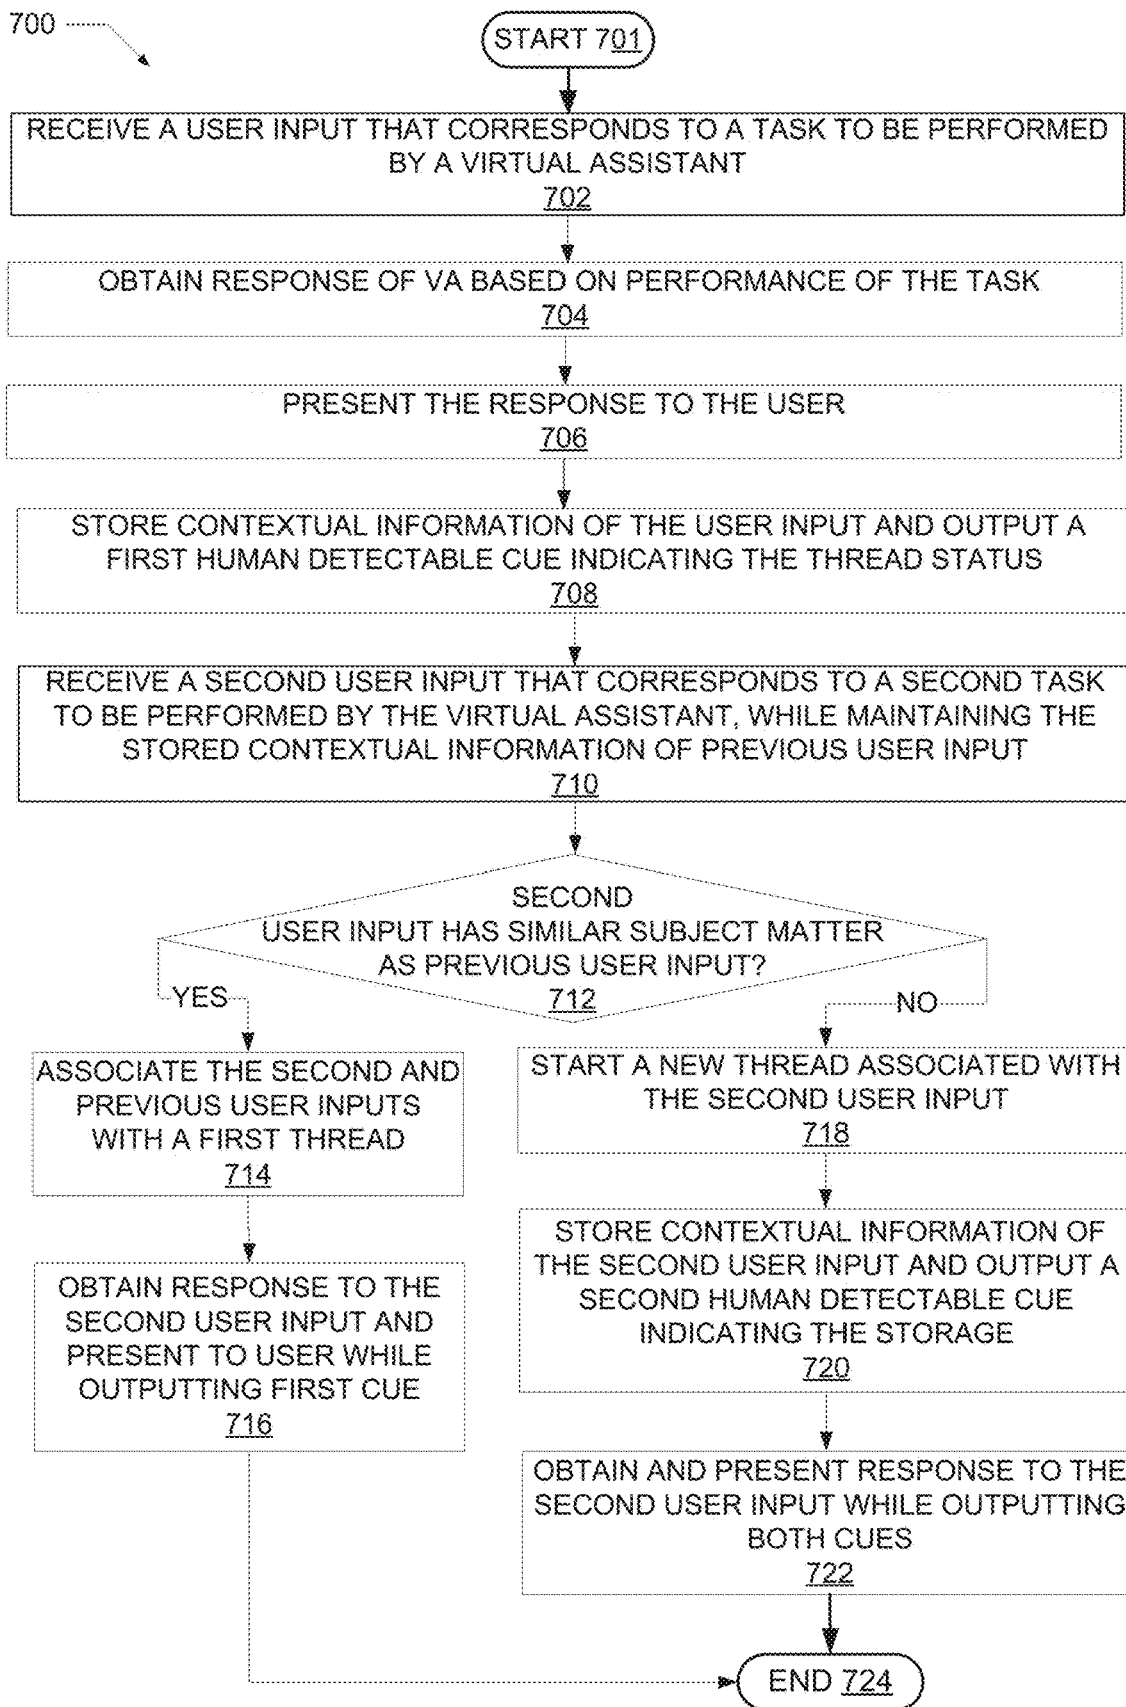 700
START 701
RECEIVE A USER INPUT THAT CORRESPONDS TO A TASK TO BE PERFORMED
BY A VIRTUAL ASSISTANT
702
OBTAIN RESPONSE OF VA BASED ON PERFORMANCE OF THE TASK
704
PRESENT THE RESPONSE TO THE USER
706
STORE CONTEXTUAL INFORMATION OF THE USER INPUT AND OUTPUT A
FIRST HUMAN DETECTABLE CUE INDICATING THE THREAD STATUS
708
RECEIVE A SECOND USER INPUT THAT CORRESPONDS TO A SECOND TASK
TO BE PERFORMED BY THE VIRTUAL ASSISTANT, WHILE MAINTAINING THE
STORED CONTEXTUAL INFORMATION OF PREVIOUS USER INPUT
710
SECOND
USER INPUT HAS SIMILAR SUBJECT MATTER
AS PREVIOUS USER INPUT?
712
YES
NO
ASSOCIATE THE SECOND AND
PREVIOUS USER INPUTS
WITH A FIRST THREAD
714
OBTAIN RESPONSE TO THE
SECOND USER INPUT AND
PRESENT TO USER WHILE
OUTPUTTING FIRST CUE
716
START A NEW THREAD ASSOCIATED WITH
THE SECOND USER INPUT
718
STORE CONTEXTUAL INFORMATION OF
THE SECOND USER INPUT AND OUTPUT A
SECOND HUMAN DETECTABLE CUE
INDICATING THE STORAGE
720
OBTAIN AND PRESENT RESPONSE TO THE
SECOND USER INPUT WHILE OUTPUTTING
BOTH CUES
722
END 724